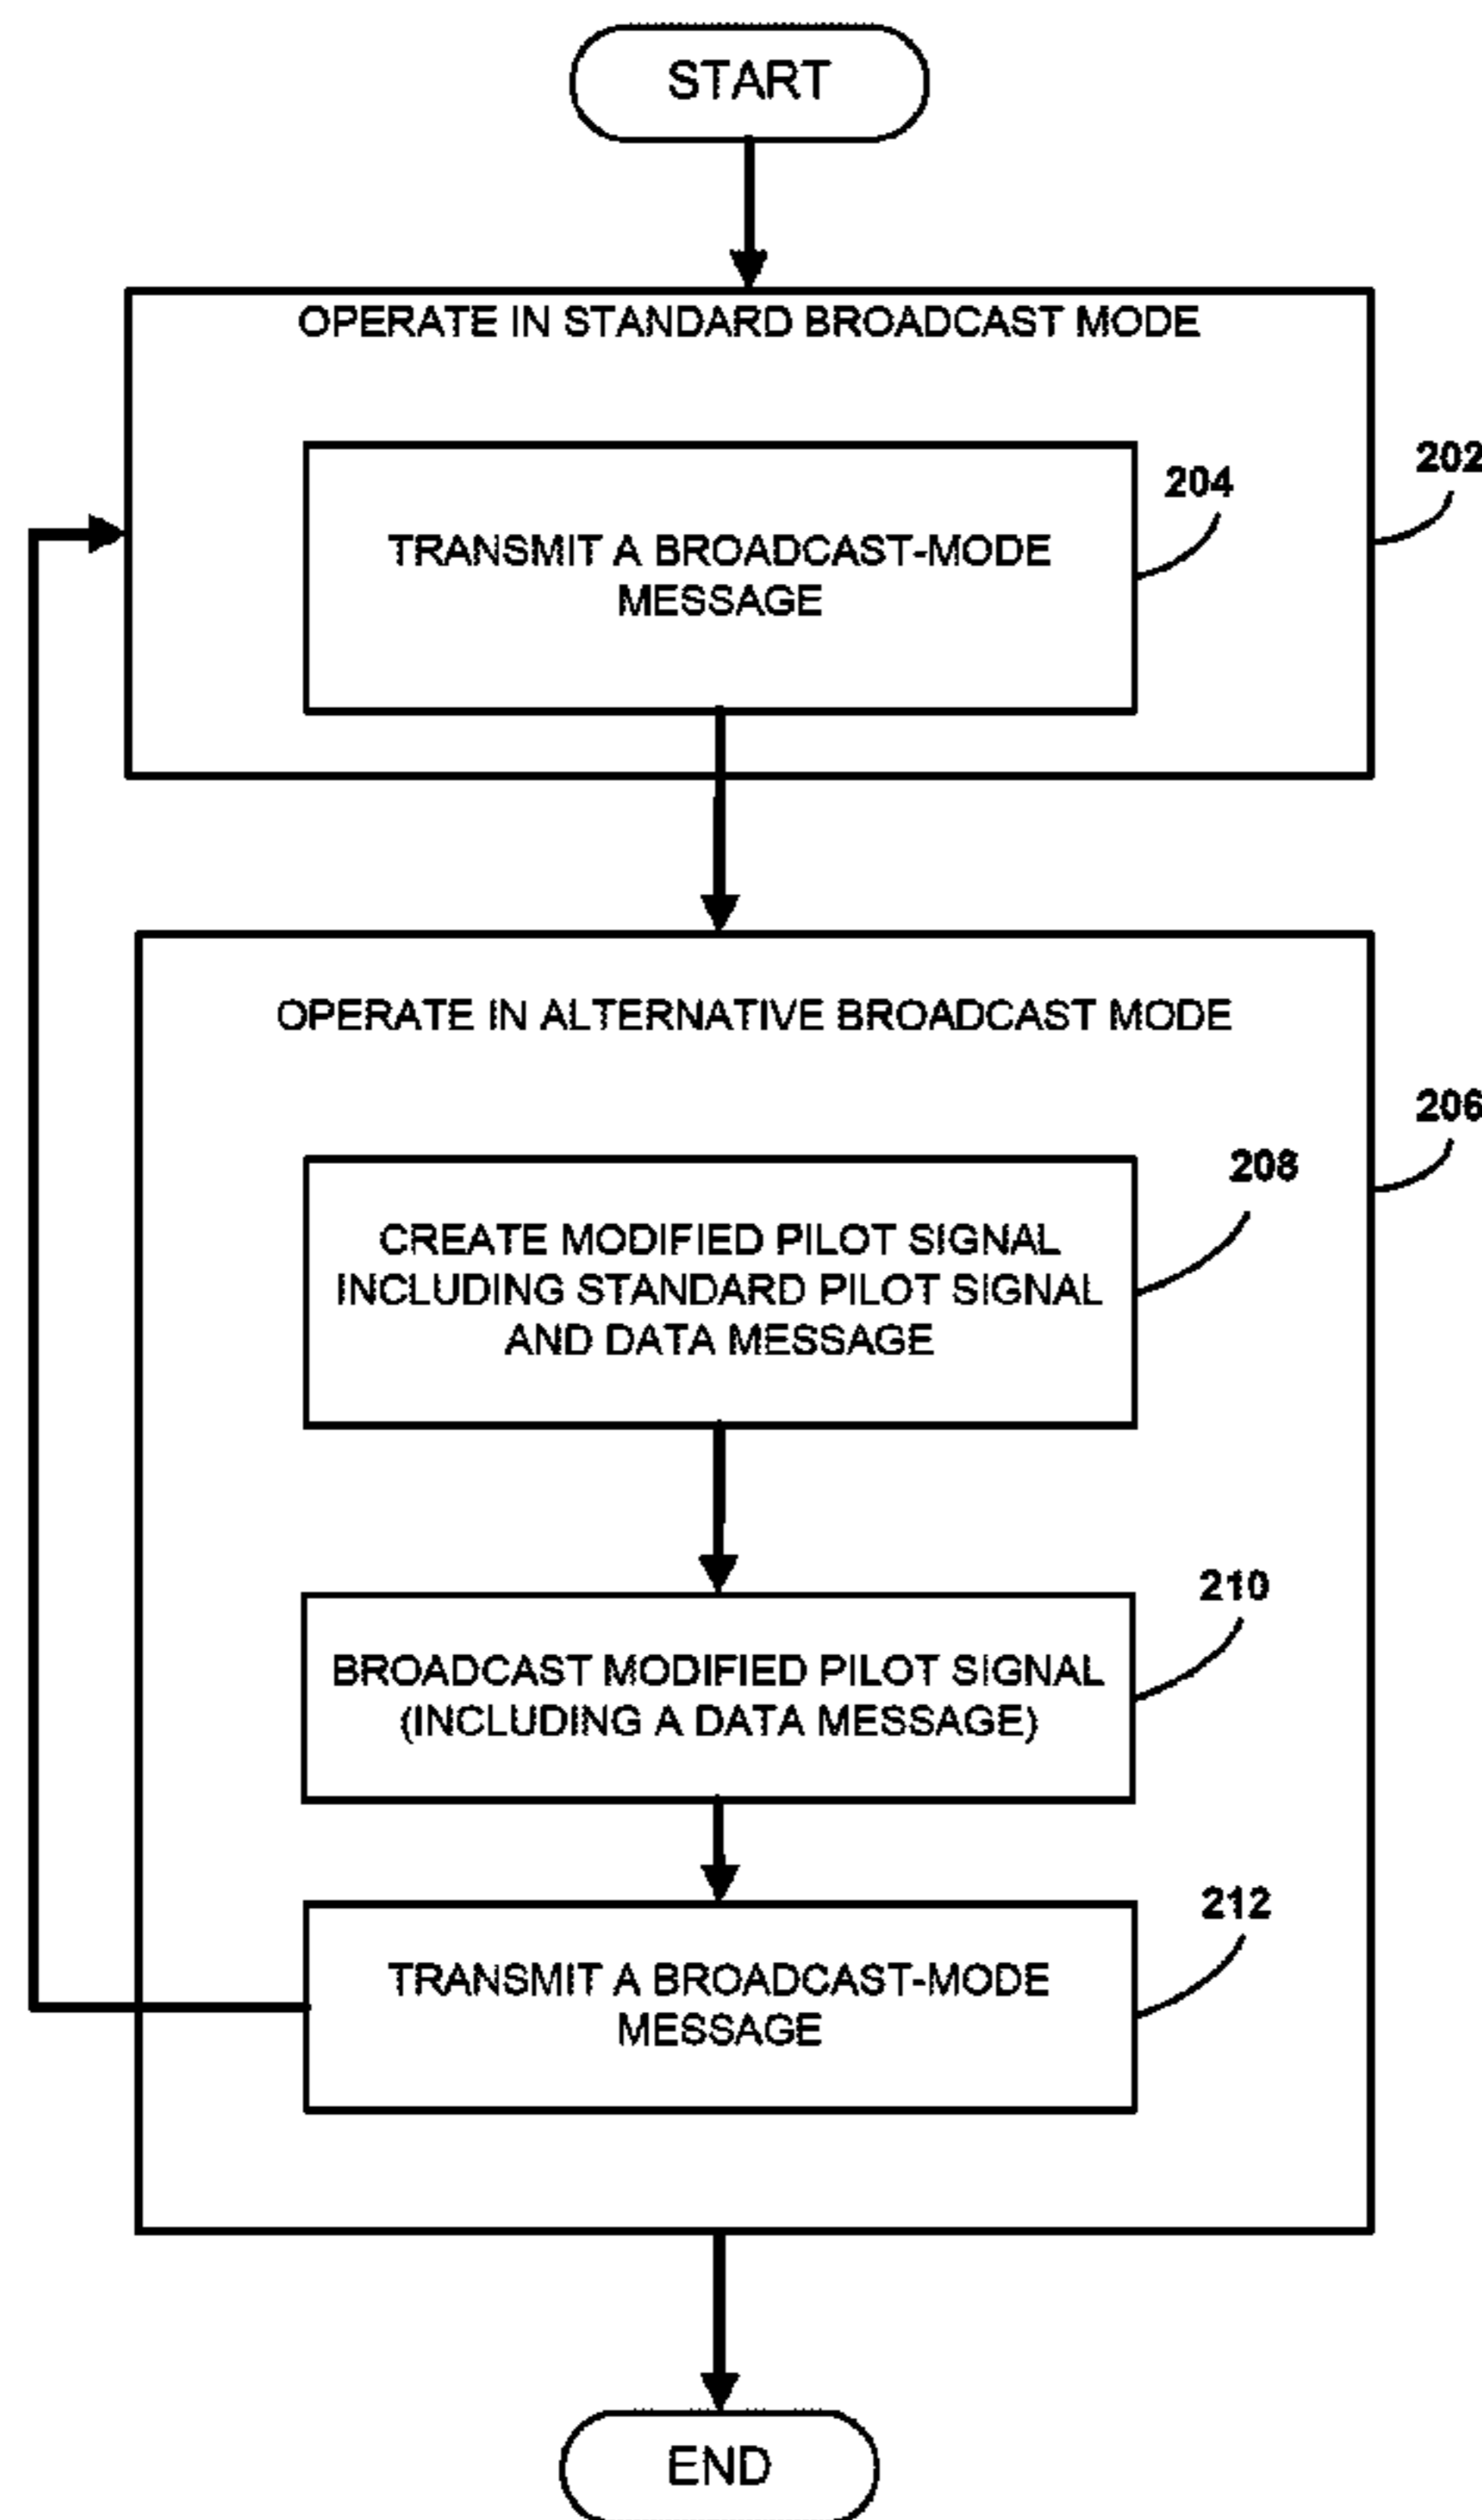 START
OPERATE IN STANDARD BROADCAST MODE
202
204
TRANSMIT A BROADCAST-MODE
MESSAGE
OPERATE IN ALTERNATIVE BROADCAST MODE
206
208
CREATE MODIFIED PILOT SIGNAL
INCLUDING STANDARD PILOT SIGNAL
AND DATA MESSAGE
210
BROADCAST MODIFIED PILOT SIGNAL
(INCLUDING A DATA MESSAGE)
212
TRANSMIT A BROADCAST-MODE
MESSAGE
END